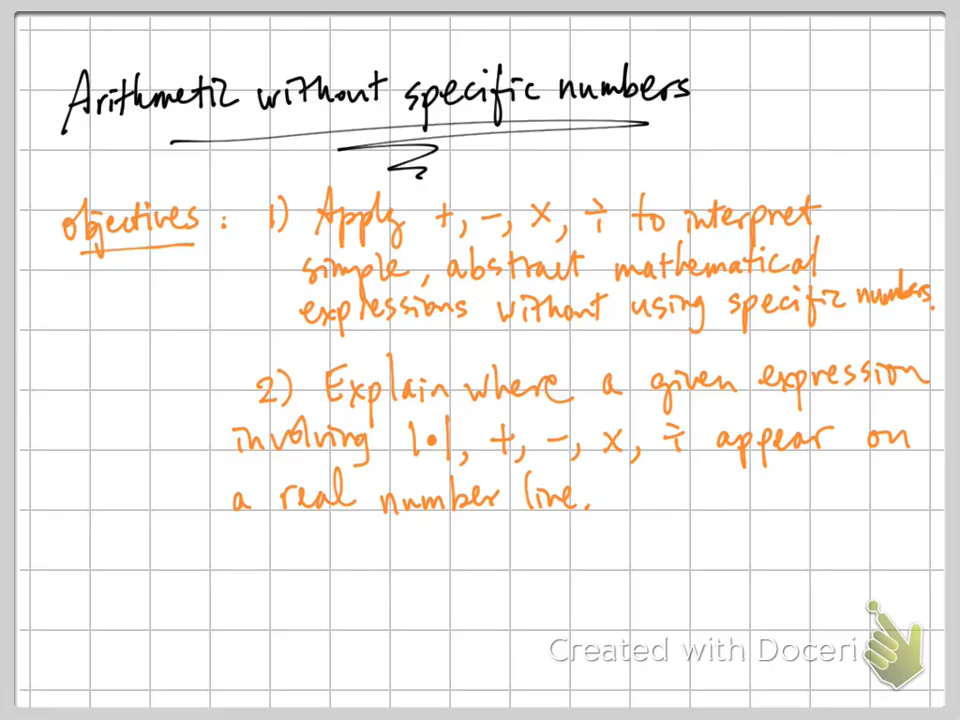 Arithmetic without specific numbers
Objectives : 1) Apply +, -, ×, ÷ to interpret
simple, abstract mathematical
expressions without using specific numbers.
2) Explain where a given expression
involving |•|, +, -, ×, ÷ appear on
a real number line.
Created with Doceri